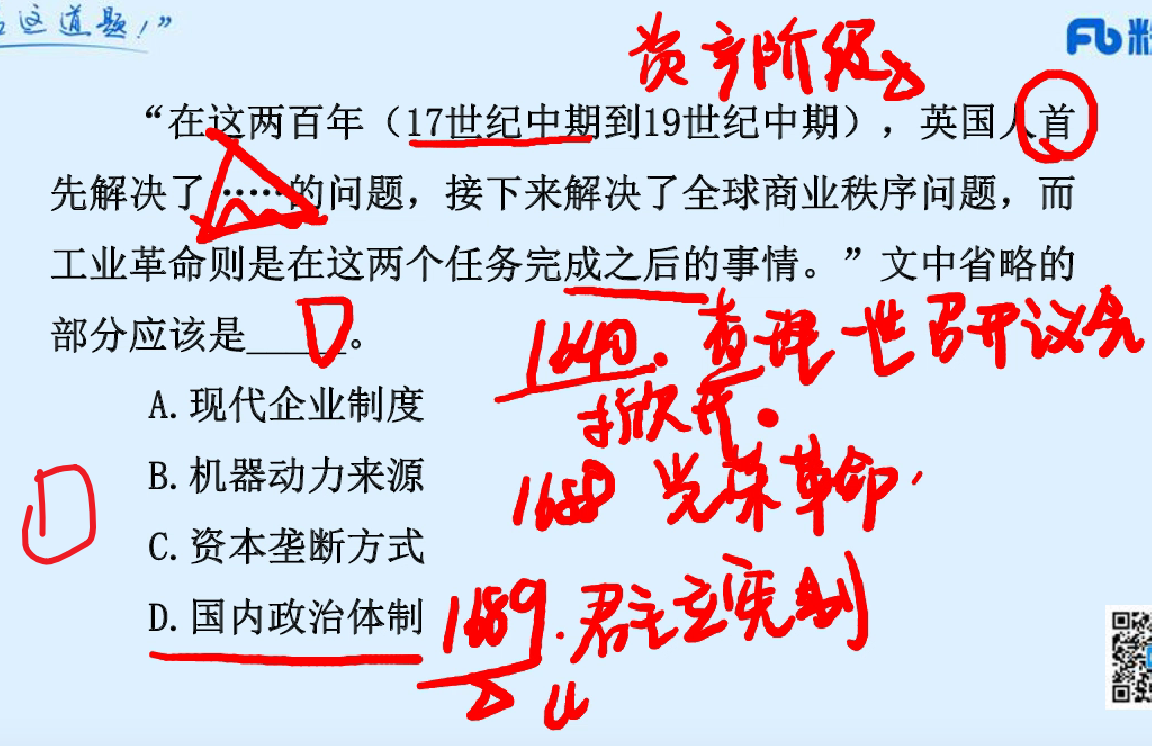 这道题！”
资产阶级
粉
“在这两百年（17世纪中期到19世纪中期），英国人首
先解决了……的问题，接下来解决了全球商业秩序问题，而
工业革命则是在这两个任务完成之后的事情。”文中省略的
部分应该是_____。
D
1640. 查理一世召开议会
A.现代企业制度
掀开。
B.机器动力来源
1688 光荣革命，
D
C.资本垄断方式
D.国内政治体制
1689.君主立宪制